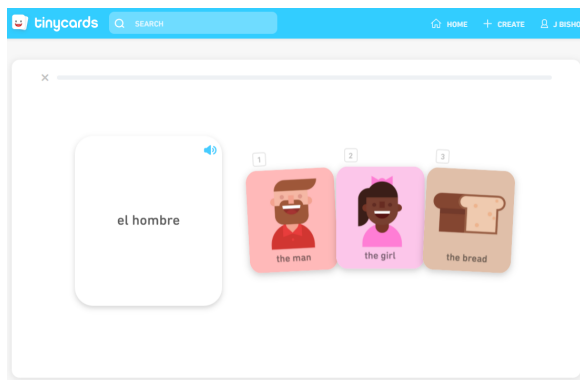 tinycards
SEARCH
HOME
CREATE
J BISHO
el hombre
1
2
3
the man
the girl
the bread